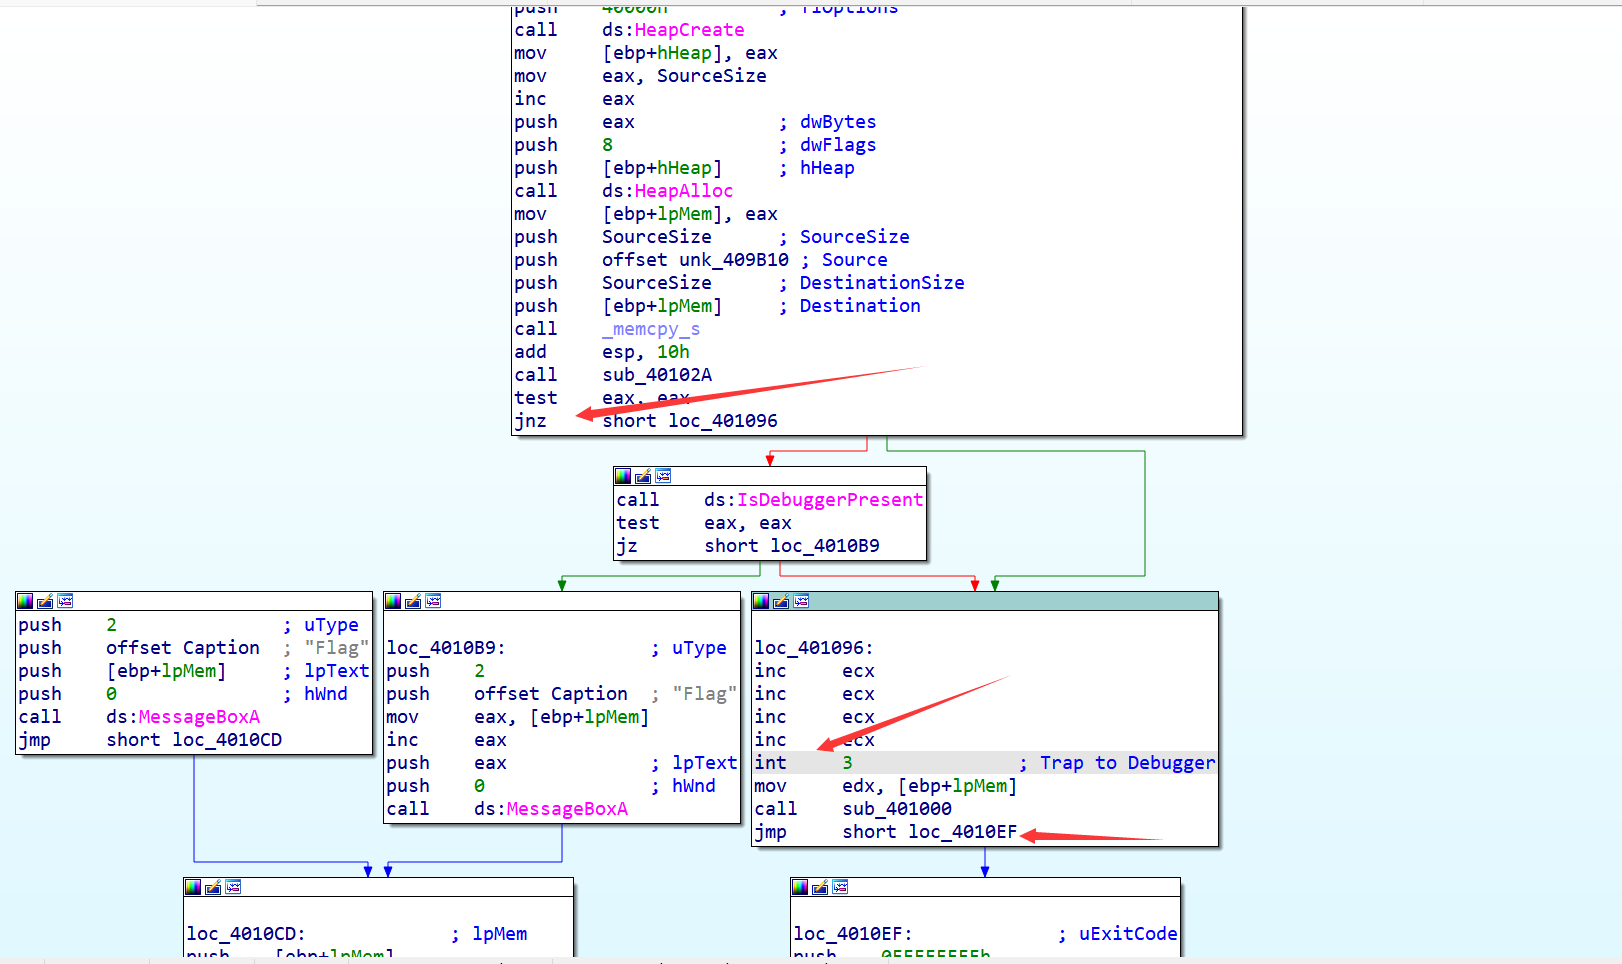 push 40000h ; flOptions
call ds:HeapCreate
mov [ebp+hHeap], eax
mov eax, SourceSize
inc eax
push eax ; dwBytes
push 8 ; dwFlags
push [ebp+hHeap] ; hHeap
call ds:HeapAlloc
mov [ebp+lpMem], eax
push SourceSize ; SourceSize
push offset unk_409B10 ; Source
push SourceSize ; DestinationSize
push [ebp+lpMem] ; Destination
call _memcpy_s
add esp, 10h
call sub_40102A
test eax, eax
jnz short loc_401096
call ds:IsDebuggerPresent
test eax, eax
jz short loc_4010B9
push 2 ; uType
push offset Caption ; "Flag"
push [ebp+lpMem] ; lpText
push 0 ; hWnd
call ds:MessageBoxA
jmp short loc_4010CD
loc_4010B9: ; uType
push 2
push offset Caption ; "Flag"
mov eax, [ebp+lpMem]
inc eax
push eax ; lpText
push 0 ; hWnd
call ds:MessageBoxA
loc_401096:
inc ecx
inc ecx
inc ecx
inc ecx
int 3 ; Trap to Debugger
mov edx, [ebp+lpMem]
call sub_401000
jmp short loc_4010EF
loc_4010CD: ; lpMem
push [ebp+lpMem]
loc_4010EF: ; uExitCode
push 0FFFFFFFFh